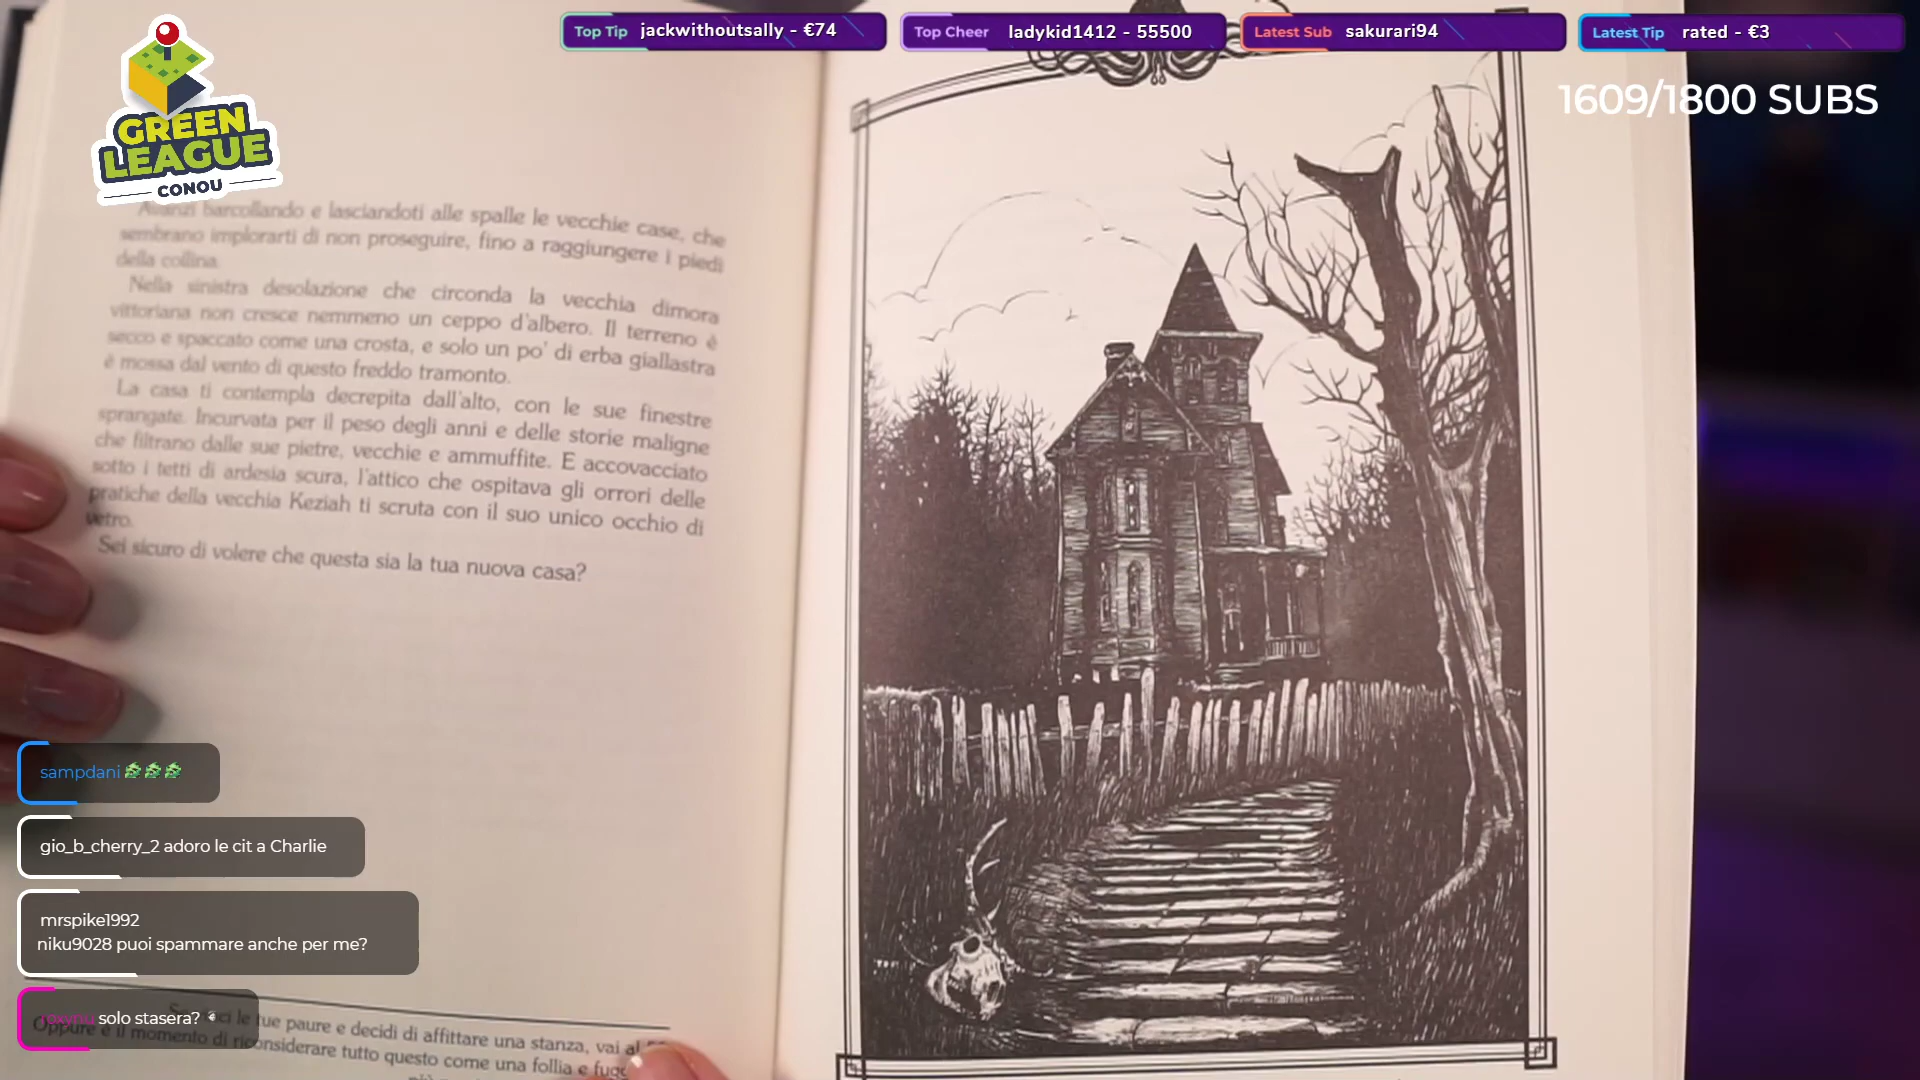 Top Tip jackwithoutsally - €74
Top Cheer ladykid1412 - 55500
Latest Sub sakurari94
Latest Tip rated - €3
1609/1800 SUBS
GREEN
LEAGUE
CONOU
Avanzi barcollando e lasciandoti alle spalle le vecchie case, che
sembrano implorarti di non proseguire, fino a raggiungere i piedi
della collina.
Nella sinistra desolazione che circonda la vecchia dimora
vittoriana non cresce nemmeno un ceppo d'albero. Il terreno è
secco e spaccato come una crosta, e solo un po' di erba giallastra
è mossa dal vento di questo freddo tramonto.
La casa ti contempla decrepita dall'alto, con le sue finestre
sprangate. Incurvata per il peso degli anni e delle storie maligne
che filtrano dalle sue pietre, vecchie e ammuffite. E accovacciato
sotto i tetti di ardesia scura, l'attico che ospitava gli orrori delle
pratiche della vecchia Keziah ti scruta con il suo unico occhio di
vetro.
Sei sicuro di volere che questa sia la tua nuova casa?
sampdani
gio_b_cherry_2 adoro le cit a Charlie
mrspike1992
niku9028 puoi spammare anche per me?
solo stasera?
le tue paure e decidi di affittare una stanza, vai al
Oppure è il momento di riconsiderare tutto questo come una follia e